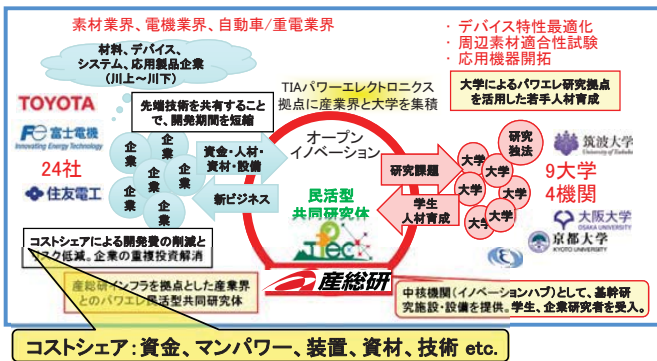 素材業界、電機業界、自動車/重電業界
材料、デバイス、
システム、応用製品企業
(川上～川下)
・デバイス特性最適化
・周辺素材適合性試験
・応用機器開拓
TOYOTA
富士電機
Innovating Energy Technology
24社
住友電工
先端技術を共有すること
で、開発期間を短縮
TIAパワーエレクトロニクス
拠点に産業界と大学を集積
大学によるパワエレ研究拠点
を活用した若手人材育成
企業
企業
企業
企業
企業
企業
資金・人材・
資材・設備
新ビジネス
オープン
イノベーション
民活型
共同研究体
研究課題
学生
人材育成
研究
独法
大学
大学
大学
大学
大学
大学
大学
筑波大学
University of Tsukuba
9大学
4機関
大阪大学
OSAKA UNIVERSITY
京都大学
KYOTO UNIVERSITY
コストシェアによる開発費の削減と
スク低減。企業の重複投資解消
産総研インフラを拠点とした産業界
とのパワエレ民活型共同研究体
産総研
中核機関(イノベーションハブ)として、基幹研
究施設・設備を提供。学生、企業研究者を受入。
コストシェア：資金、マンパワー、装置、資材、技術 etc.